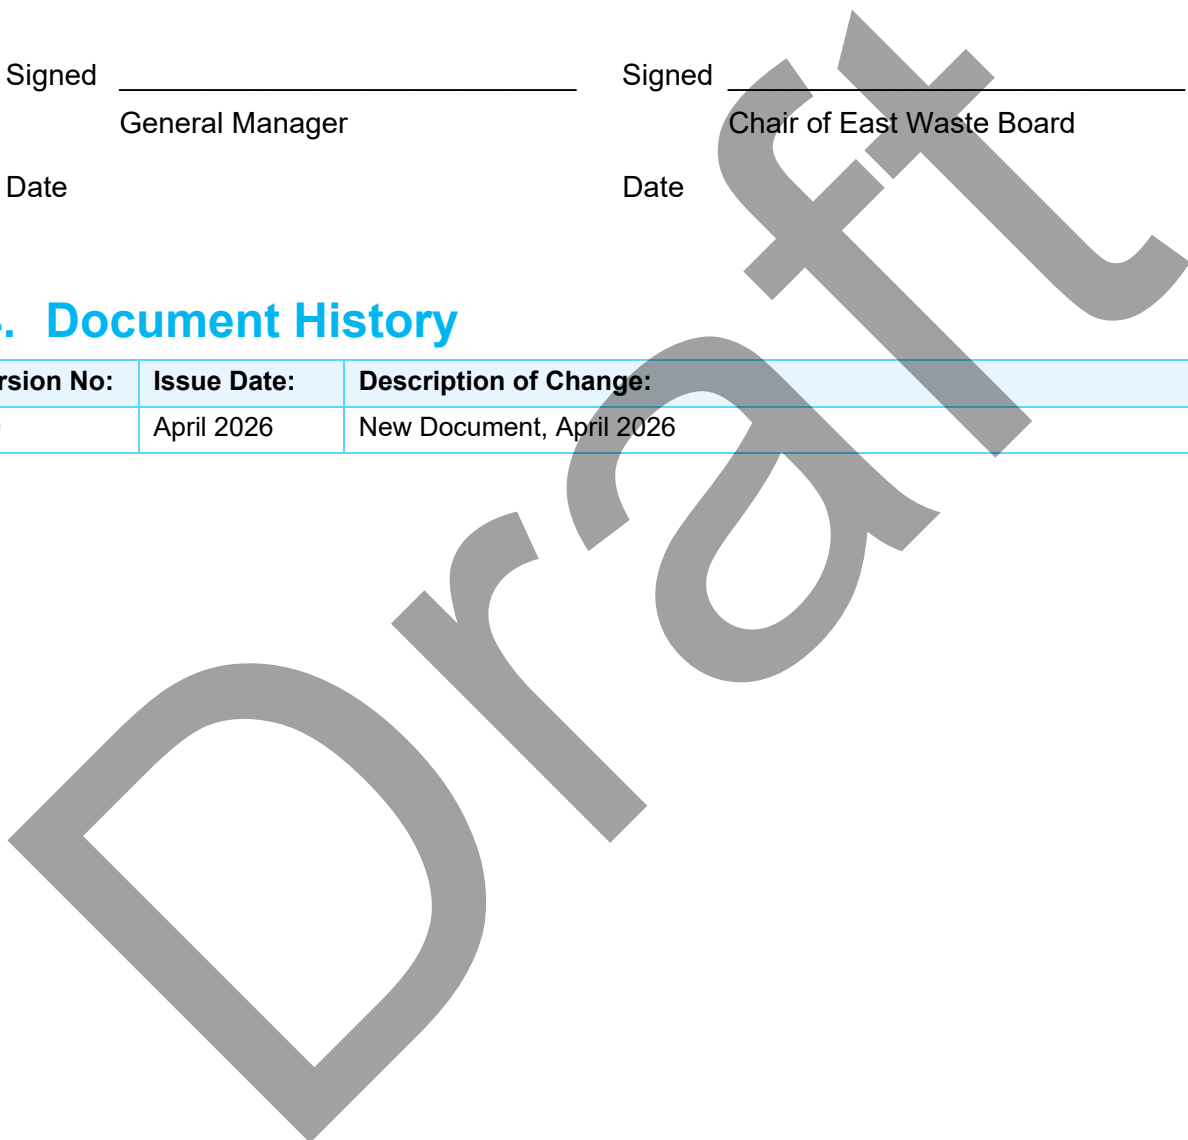 Signed Signed
General Manager Chair of East Waste Board
Date Date
. Document History
rsion No: Issue Date: Description of Change:
April 2026 New Document, April 2026
Draft